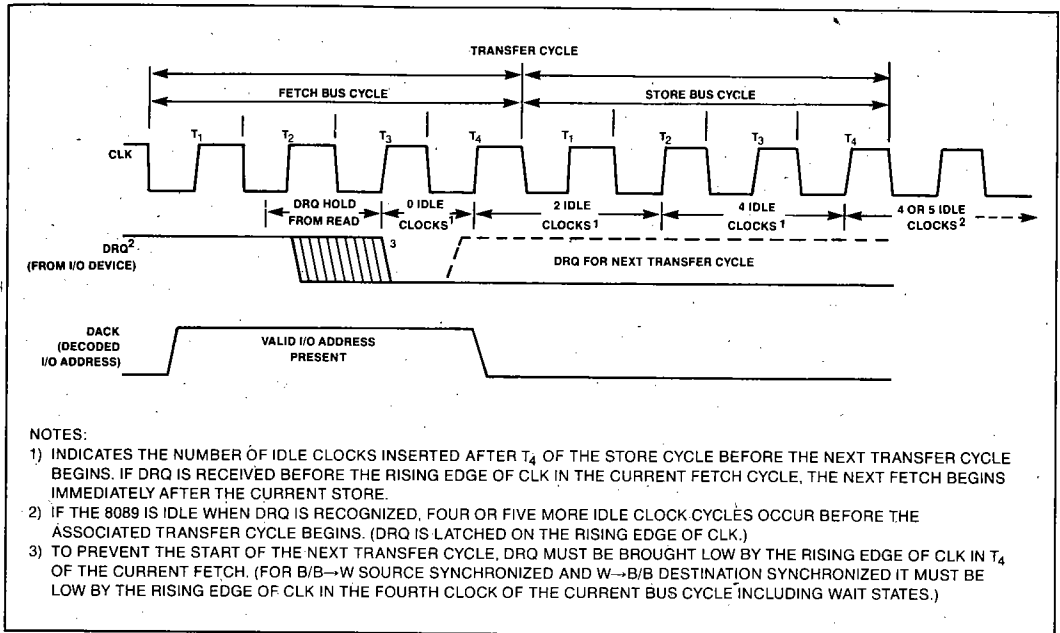 TRANSFER CYCLE
FETCH BUS CYCLE
STORE BUS CYCLE
T1 T2 T3 T4 T1 T2 T3 T4
CLK
DRQ HOLD FROM READ
0 IDLE CLOCKS1
2 IDLE CLOCKS1
4 IDLE CLOCKS1
4 OR 5 IDLE CLOCKS2
DRQ2
(FROM I/O DEVICE)
3
DRQ FOR NEXT TRANSFER CYCLE
DACK
(DECODED
I/O ADDRESS)
VALID I/O ADDRESS
PRESENT
NOTES:
1) INDICATES THE NUMBER OF IDLE CLOCKS INSERTED AFTER T4 OF THE STORE CYCLE BEFORE THE NEXT TRANSFER CYCLE
BEGINS. IF DRQ IS RECEIVED BEFORE THE RISING EDGE OF CLK IN THE CURRENT FETCH CYCLE, THE NEXT FETCH BEGINS
IMMEDIATELY AFTER THE CURRENT STORE.
2) IF THE 8089 IS IDLE WHEN DRQ IS RECOGNIZED, FOUR OR FIVE MORE IDLE CLOCK CYCLES OCCUR BEFORE THE
ASSOCIATED TRANSFER CYCLE BEGINS. (DRQ IS LATCHED ON THE RISING EDGE OF CLK.)
3) TO PREVENT THE START OF THE NEXT TRANSFER CYCLE, DRQ MUST BE BROUGHT LOW BY THE RISING EDGE OF CLK IN T4
OF THE CURRENT FETCH. (FOR B/B→W SOURCE SYNCHRONIZED AND W→B/B DESTINATION SYNCHRONIZED IT MUST BE
LOW BY THE RISING EDGE OF CLK IN THE FOURTH CLOCK OF THE CURRENT BUS CYCLE INCLUDING WAIT STATES.)